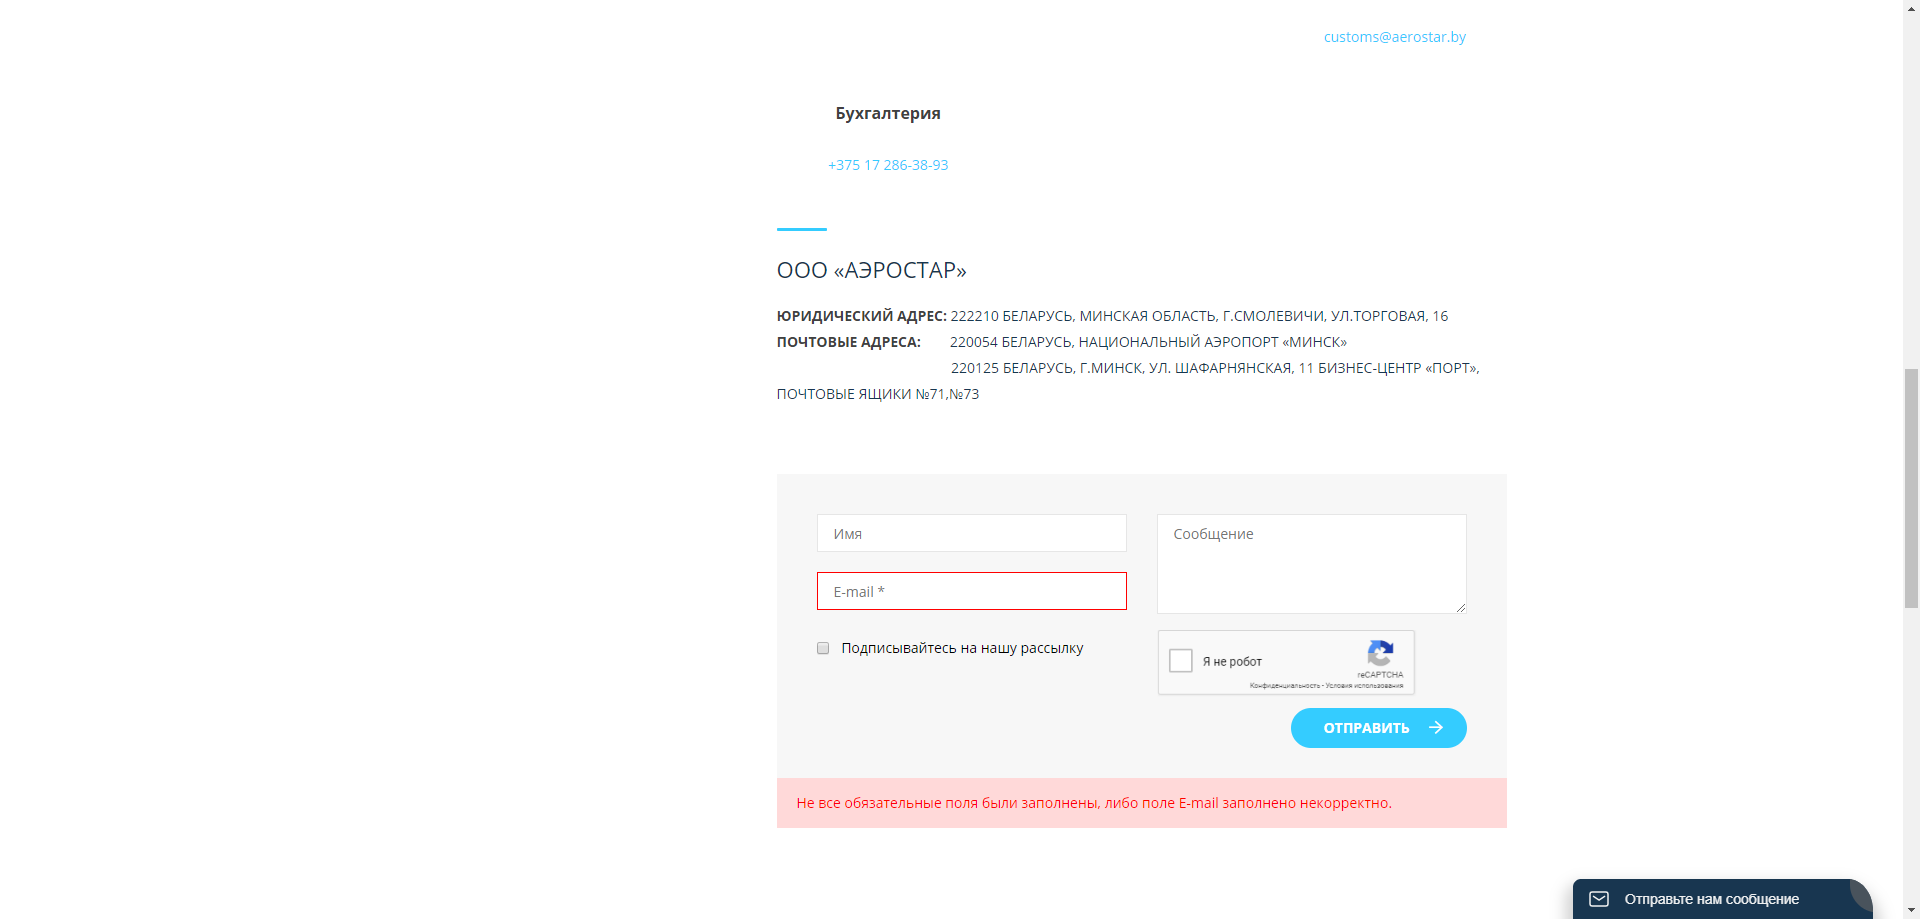 customs@aerostar.by
Бухгалтерия
+375 17 286-38-93
ООО «АЭРОСТАР»
ЮРИДИЧЕСКИЙ АДРЕС: 222210 БЕЛАРУСЬ, МИНСКАЯ ОБЛАСТЬ, Г.СМОЛЕВИЧИ, УЛ.ТОРГОВАЯ, 16
ПОЧТОВЫЕ АДРЕСА: 220054 БЕЛАРУСЬ, НАЦИОНАЛЬНЫЙ АЭРОПОРТ «МИНСК»
220125 БЕЛАРУСЬ, Г.МИНСК, УЛ. ШАФАРНЯНСКАЯ, 11 БИЗНЕС-ЦЕНТР «ПОРТ»,
ПОЧТОВЫЕ ЯЩИКИ №71,№73
Имя
Сообщение
E-mail *
Подписывайтесь на нашу рассылку
Я не робот
reCAPTCHA
Конфиденциальность - Условия использования
ОТПРАВИТЬ
Не все обязательные поля были заполнены, либо поле E-mail заполнено некорректно.
Отправьте нам сообщение